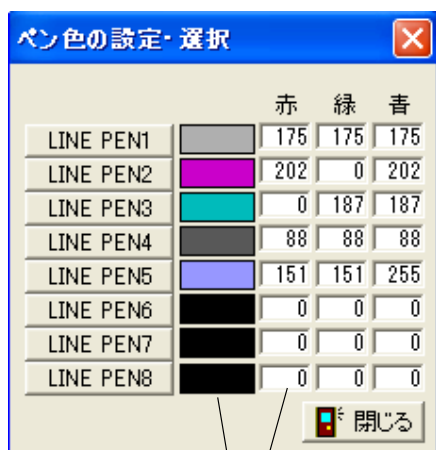 ペン色の設定・選択
赤 緑 青
LINE PEN1 175 175 175
LINE PEN2 202 0 202
LINE PEN3 0 187 187
LINE PEN4 88 88 88
LINE PEN5 151 151 255
LINE PEN6 0 0 0
LINE PEN7 0 0 0
LINE PEN8 0 0 0
閉じる